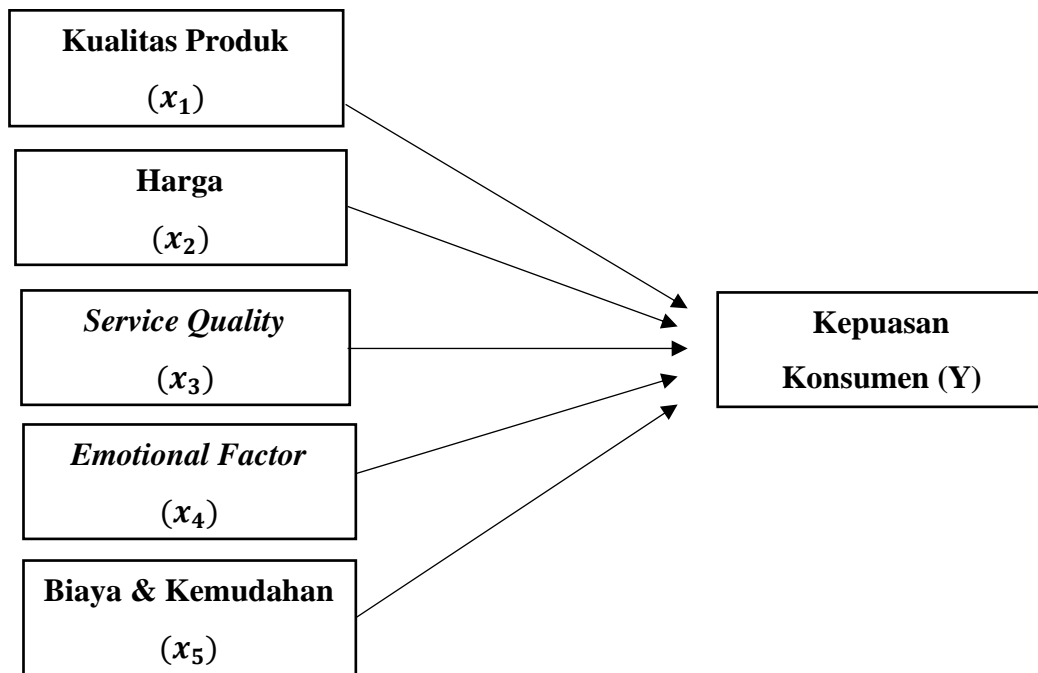 Kualitas Produk
(x₁)
Harga
(x₂)
Service Quality
(x₃)
Emotional Factor
(x₄)
Biaya & Kemudahan
(x₅)
Kepuasan
Konsumen (Y)